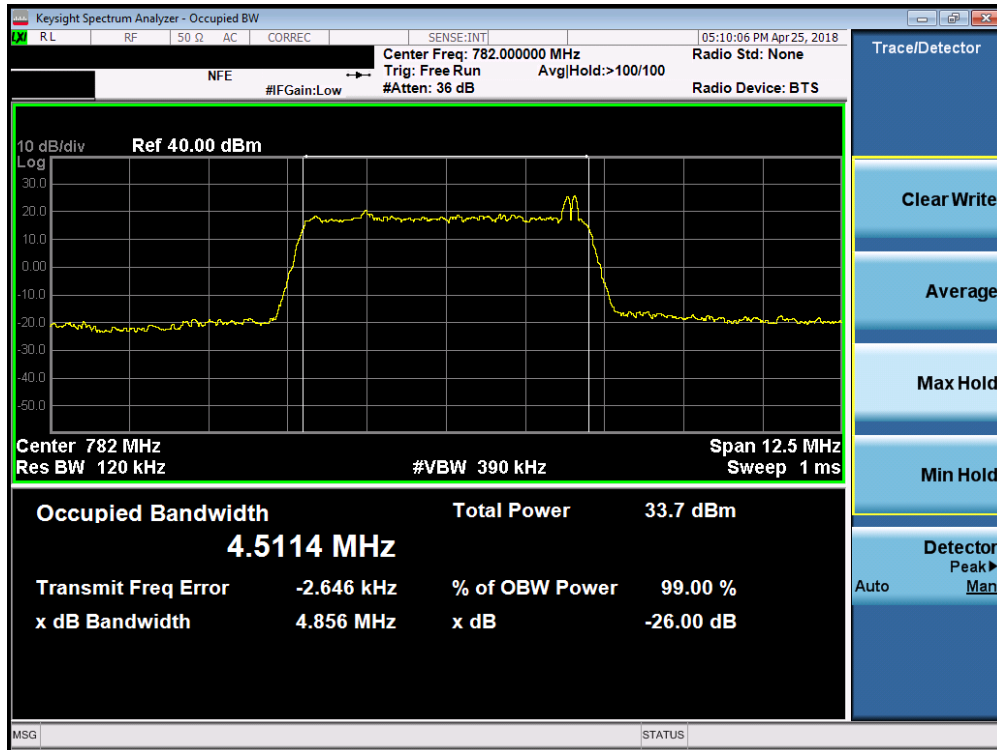 Keysight Spectrum Analyzer - Occupied BW
LXI RL RF 50 Ω AC CORREC SENSE:INT 05:10:06 PM Apr 25, 2018
Center Freq: 782.000000 MHz Radio Std: None
NFE Trig: Free Run Avg|Hold:>100/100
#IFGain:Low #Atten: 36 dB Radio Device: BTS
10 dB/div Ref 40.00 dBm
Log
30.0
20.0
10.0
0.00
-10.0
-20.0
-30.0
-40.0
-50.0
Center 782 MHz Span 12.5 MHz
Res BW 120 kHz #VBW 390 kHz Sweep 1 ms
Occupied Bandwidth Total Power 33.7 dBm
4.5114 MHz
Transmit Freq Error -2.646 kHz % of OBW Power 99.00 %
x dB Bandwidth 4.856 MHz x dB -26.00 dB
MSG STATUS
Trace/Detector
Clear Write
Average
Max Hold
Min Hold
Detector
Peak▶
Auto Man